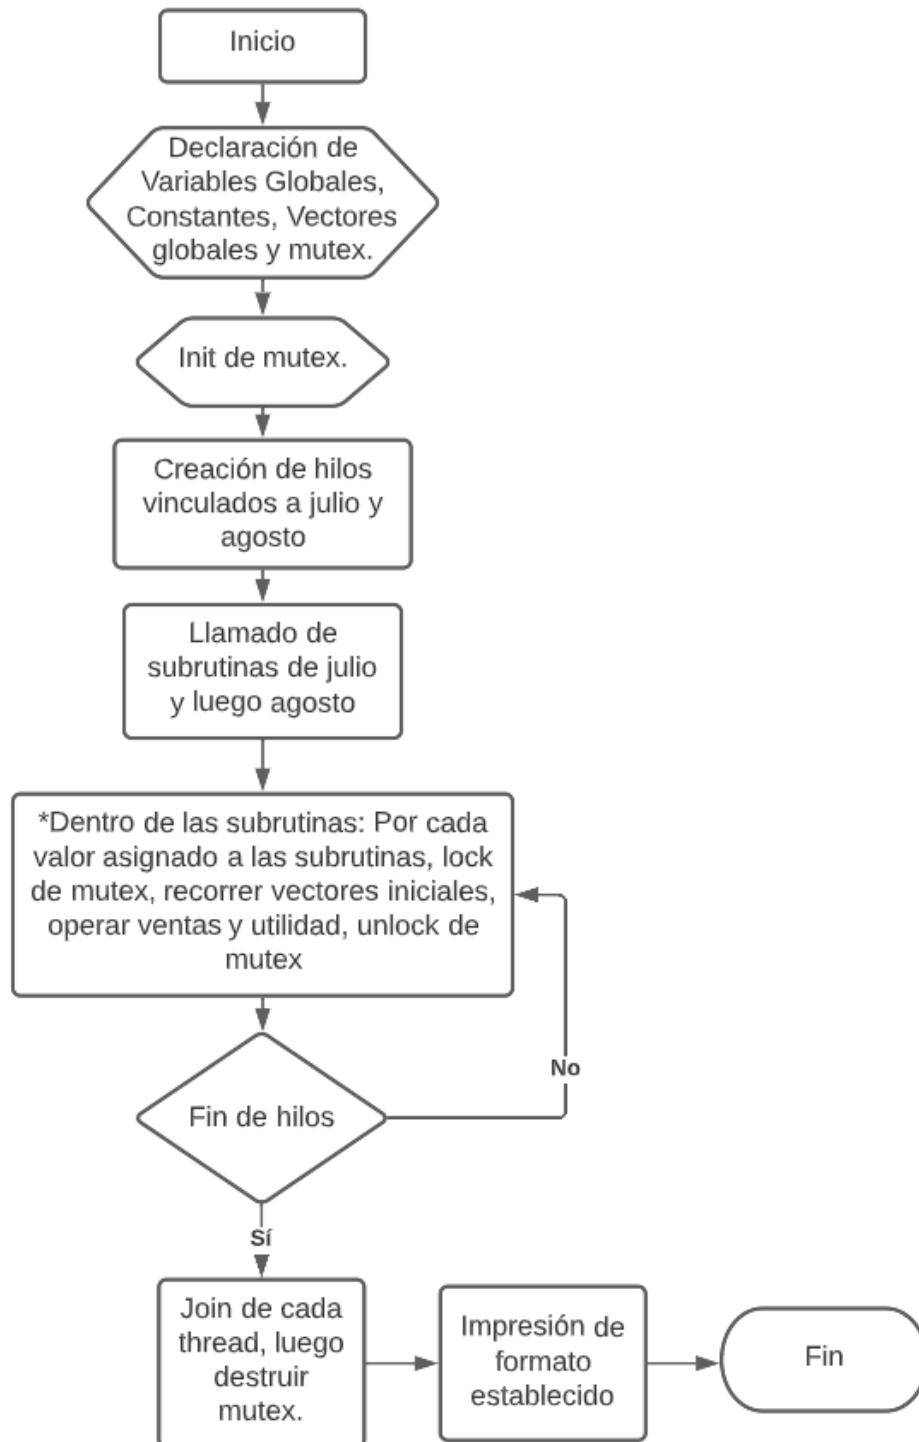 Inicio
Declaración de
Variables Globales,
Constantes, Vectores
globales y mutex.
Init de mutex.
Creación de hilos
vinculados a julio y
agosto
Llamado de
subrutinas de julio
y luego agosto
*Dentro de las subrutinas: Por cada
valor asignado a las subrutinas, lock
de mutex, recorrer vectores iniciales,
operar ventas y utilidad, unlock de
mutex
No
Fin de hilos
Sí
Join de cada
thread, luego
destruir
mutex.
Impresión de
formato
establecido
Fin